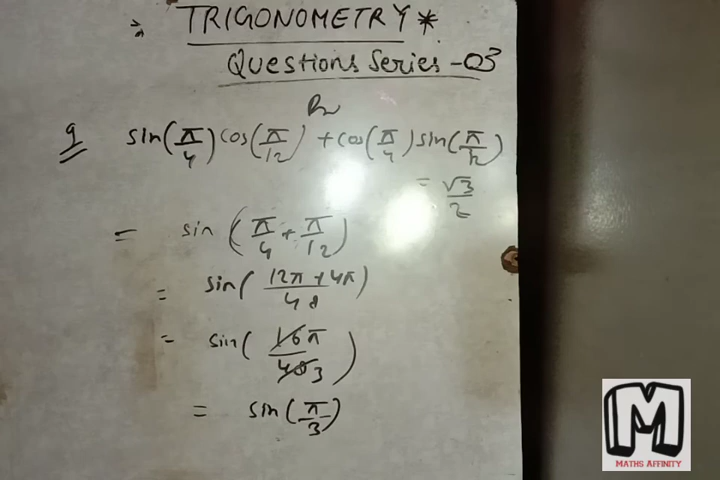 TRIGONOMETRY *
Questions Series -03
9 sin(π/4)cos(π/12) + cos(π/4)sin(π/12)
= √3/2
= sin(π/4 + π/12)
= sin((12π + 4π)/48)
= sin(16π/48 3)
= sin(π/3)
M
MATHS AFFINITY